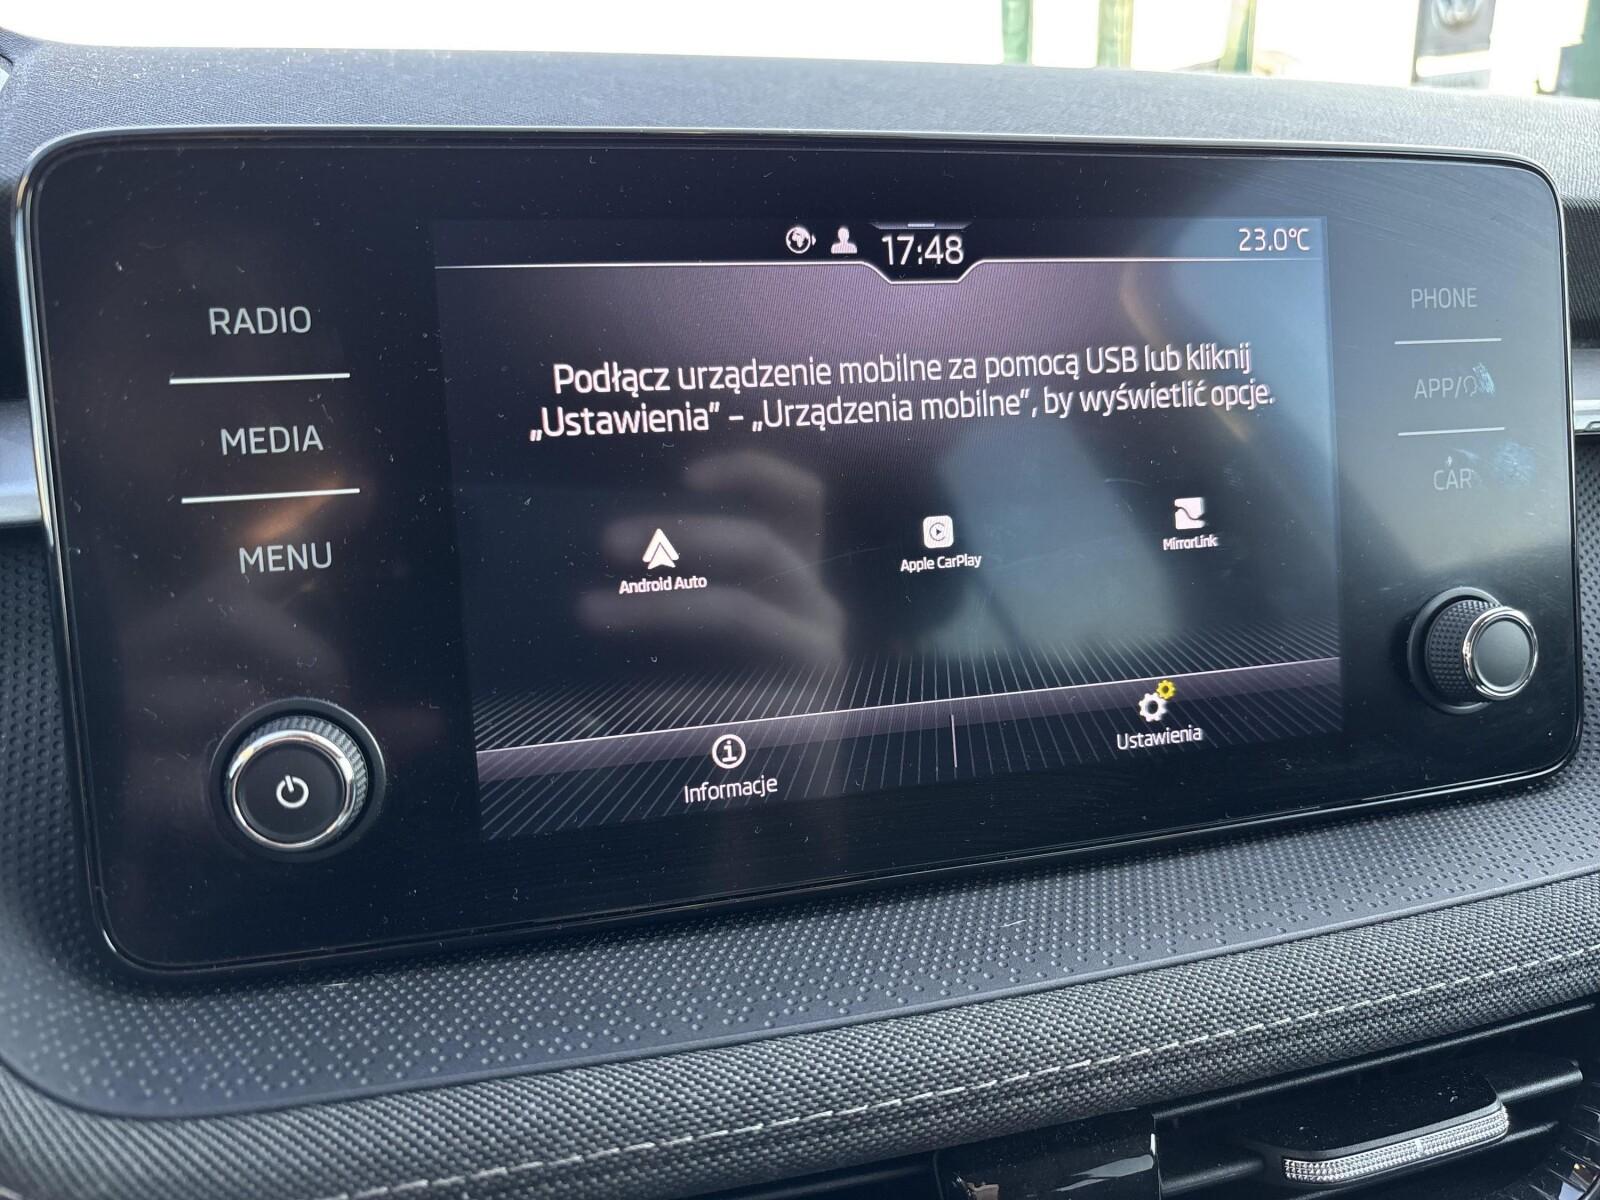 17:48
23.0°C
RADIO
MEDIA
MENU
Podłącz urządzenie mobilne za pomocą USB lub kliknij
„Ustawienia” – „Urządzenia mobilne”, by wyświetlić opcje.
Android Auto
Apple CarPlay
MirrorLink
Informacje
Ustawienia
PHONE
APP/
CAR